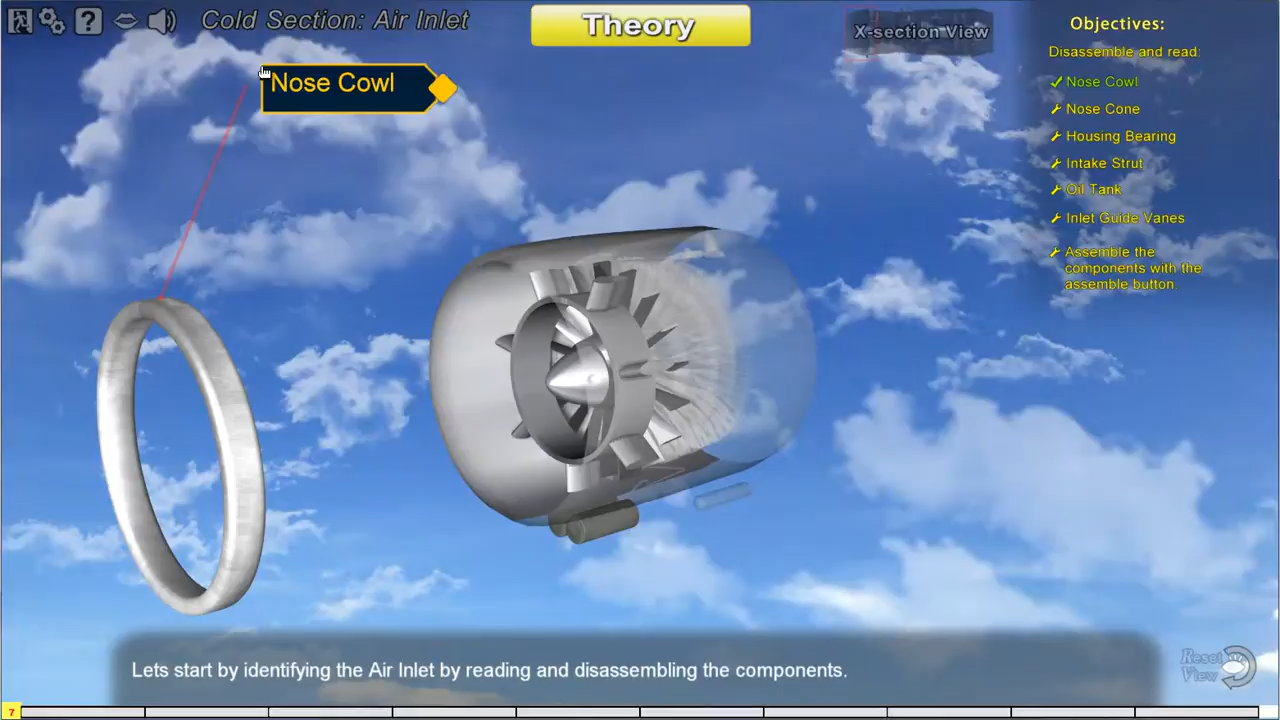 Cold Section: Air Inlet
Theory
X-section View
Objectives:
Disassemble and read:
Nose Cowl
Nose Cone
Housing Bearing
Intake Strut
Oil Tank
Inlet Guide Vanes
Assemble the
components with the
assemble button.
Nose Cowl
Lets start by identifying the Air Inlet by reading and disassembling the components.
Reset
View
?
7